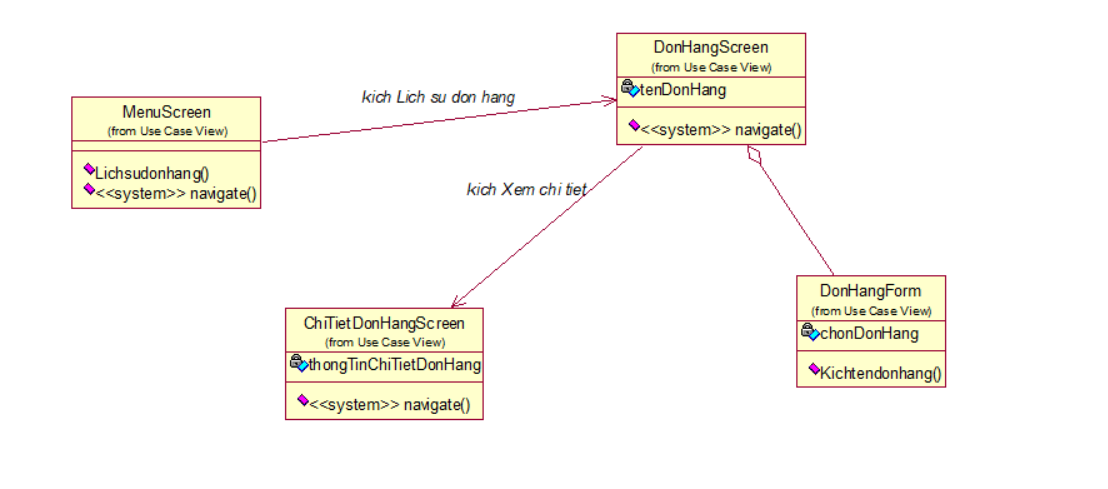 DonHangScreen
(from Use Case View)
tenDonHang
<<system>> navigate()
kich Lich su don hang
MenuScreen
(from Use Case View)
Lichsudonhang()
<<system>> navigate()
kich Xem chi tiet
DonHangForm
(from Use Case View)
chonDonHang
Kichtendonhang()
ChiTietDonHangScreen
(from Use Case View)
thongTinChiTietDonHang
<<system>> navigate()